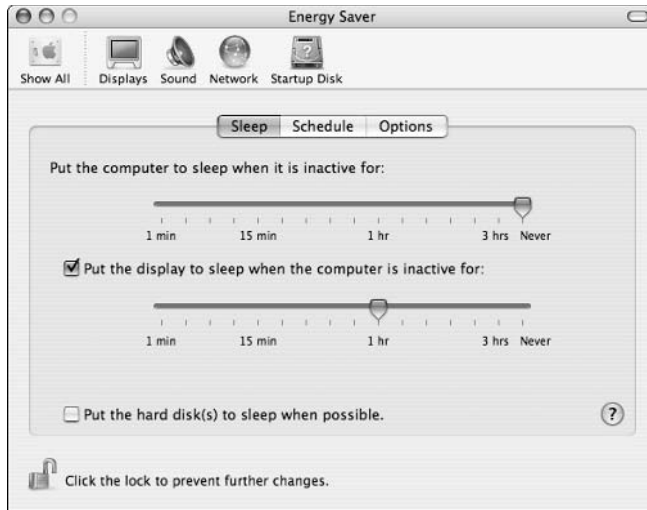 Energy Saver
Show All Displays Sound Network Startup Disk
Sleep Schedule Options
Put the computer to sleep when it is inactive for:
1 min 15 min 1 hr 3 hrs Never
Put the display to sleep when the computer is inactive for:
1 min 15 min 1 hr 3 hrs Never
Put the hard disk(s) to sleep when possible. ?
Click the lock to prevent further changes.